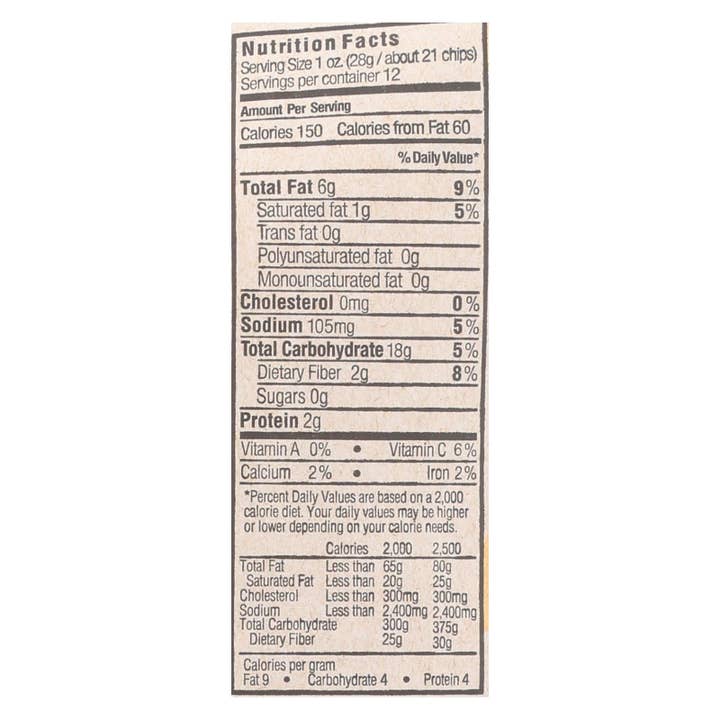 Nutrition Facts
Serving Size 1 oz. (28g / about 21 chips)
Servings per container 12
Amount Per Serving
Calories 150 Calories from Fat 60
% Daily Value*
Total Fat 6g 9%
Saturated fat 1g 5%
Trans fat 0g
Polyunsaturated fat 0g
Monounsaturated fat 0g
Cholesterol 0mg 0%
Sodium 105mg 5%
Total Carbohydrate 18g 5%
Dietary Fiber 2g 8%
Sugars 0g
Protein 2g
Vitamin A 0% • Vitamin C 6%
Calcium 2% • Iron 2%
*Percent Daily Values are based on a 2,000
calorie diet. Your daily values may be higher
or lower depending on your calorie needs.
Calories 2,000 2,500
Total Fat Less than 65g 80g
Saturated Fat Less than 20g 25g
Cholesterol Less than 300mg 300mg
Sodium Less than 2,400mg 2,400mg
Total Carbohydrate 300g 375g
Dietary Fiber 25g 30g
Calories per gram
Fat 9 • Carbohydrate 4 • Protein 4